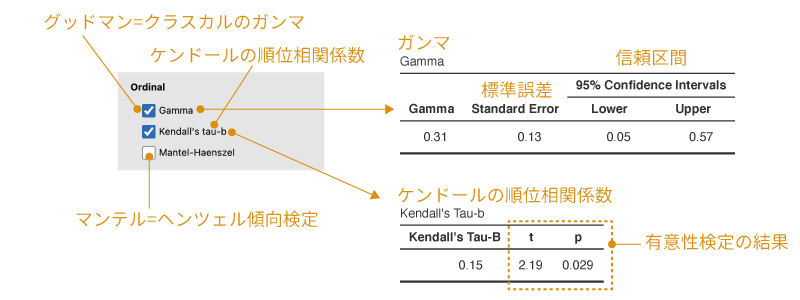 グッドマン=クラスカルのガンマ
ケンドールの順位相関係数
Ordinal
Gamma
Kendall's tau-b
Mantel-Haenszel
マンテル=ヘンツェル傾向検定
ガンマ
Gamma
標準誤差
信頼区間
95% Confidence Intervals
Gamma Standard Error Lower Upper
0.31 0.13 0.05 0.57
ケンドールの順位相関係数
Kendall's Tau-b
Kendall's Tau-B t p
0.15 2.19 0.029
有意性検定の結果